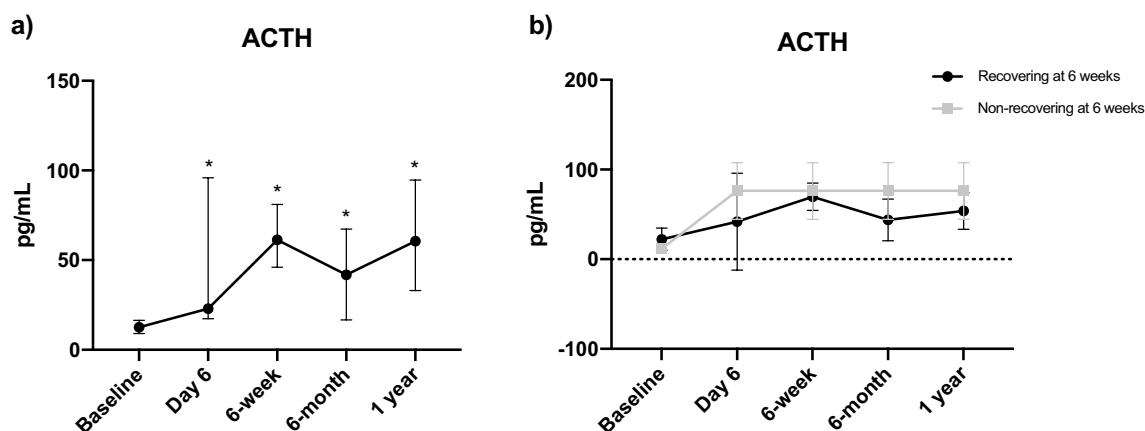 a)
ACTH
pg/mL
150
100
50
0
*
*
*
*
Baseline
Day 6
6-week
6-month
1 year
b)
ACTH
pg/mL
200
100
0
-100
Baseline
Day 6
6-week
6-month
1 year
Recovering at 6 weeks
Non-recovering at 6 weeks